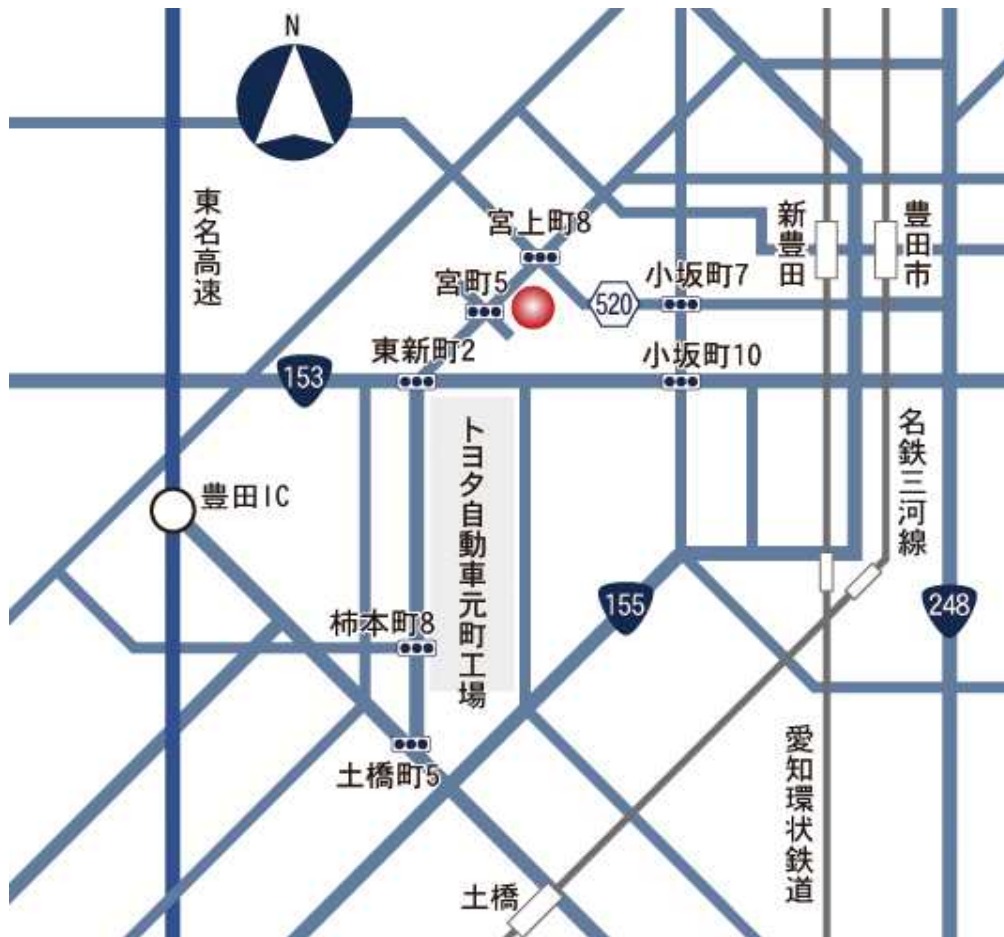 N
東名高速
宮上町8
新豊田
豊田市
宮町5
小坂町7
520
東新町2
小坂町10
153
トヨタ自動車元町工場
名鉄三河線
豊田IC
155
248
柿本町8
土橋町5
愛知環状鉄道
土橋